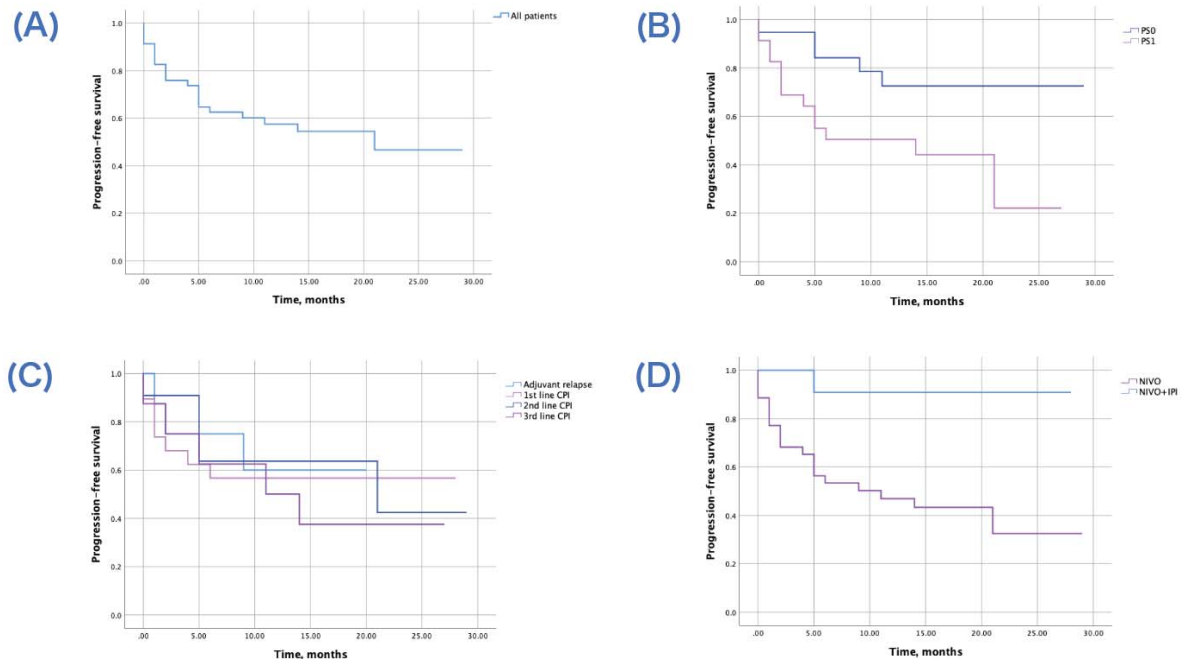 (A)
All patients
Progression-free survival
1.0
0.8
0.6
0.4
0.2
0.0
.00 5.00 10.00 15.00 20.00 25.00 30.00
Time, months
(B)
PS0
PS1
Progression-free survival
1.0
0.8
0.6
0.4
0.2
0.0
.00 5.00 10.00 15.00 20.00 25.00 30.00
Time, months
(C)
Adjuvant relapse
1st line CPI
2nd line CPI
3rd line CPI
Progression-free survival
1.0
0.8
0.6
0.4
0.2
0.0
.00 5.00 10.00 15.00 20.00 25.00 30.00
Time, months
(D)
NIVO
NIVO+IPI
Progression-free survival
1.0
0.8
0.6
0.4
0.2
0.0
.00 5.00 10.00 15.00 20.00 25.00 30.00
Time, months